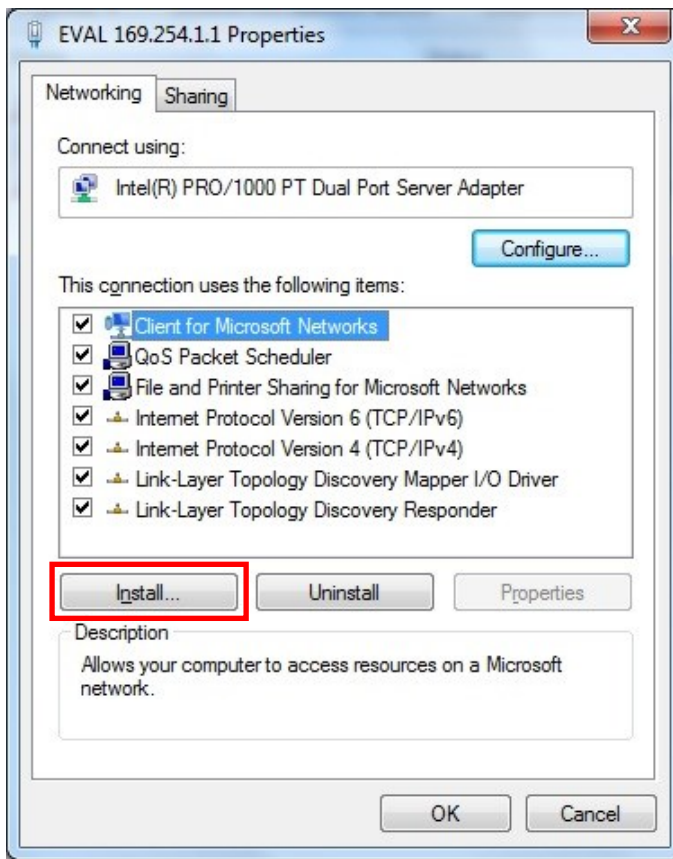 EVAL 169.254.1.1 Properties
Networking
Sharing
Connect using:
Intel(R) PRO/1000 PT Dual Port Server Adapter
Configure...
This connection uses the following items:
Client for Microsoft Networks
QoS Packet Scheduler
File and Printer Sharing for Microsoft Networks
Internet Protocol Version 6 (TCP/IPv6)
Internet Protocol Version 4 (TCP/IPv4)
Link-Layer Topology Discovery Mapper I/O Driver
Link-Layer Topology Discovery Responder
Install...
Uninstall
Properties
Description
Allows your computer to access resources on a Microsoft
network.
OK
Cancel